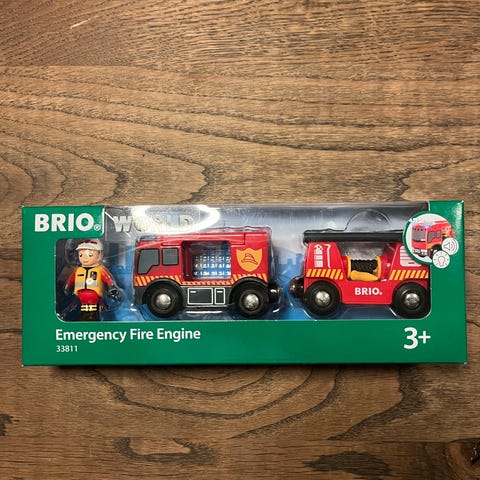 BRIO® WORLD
BRIO.
Emergency Fire Engine
33811
3+